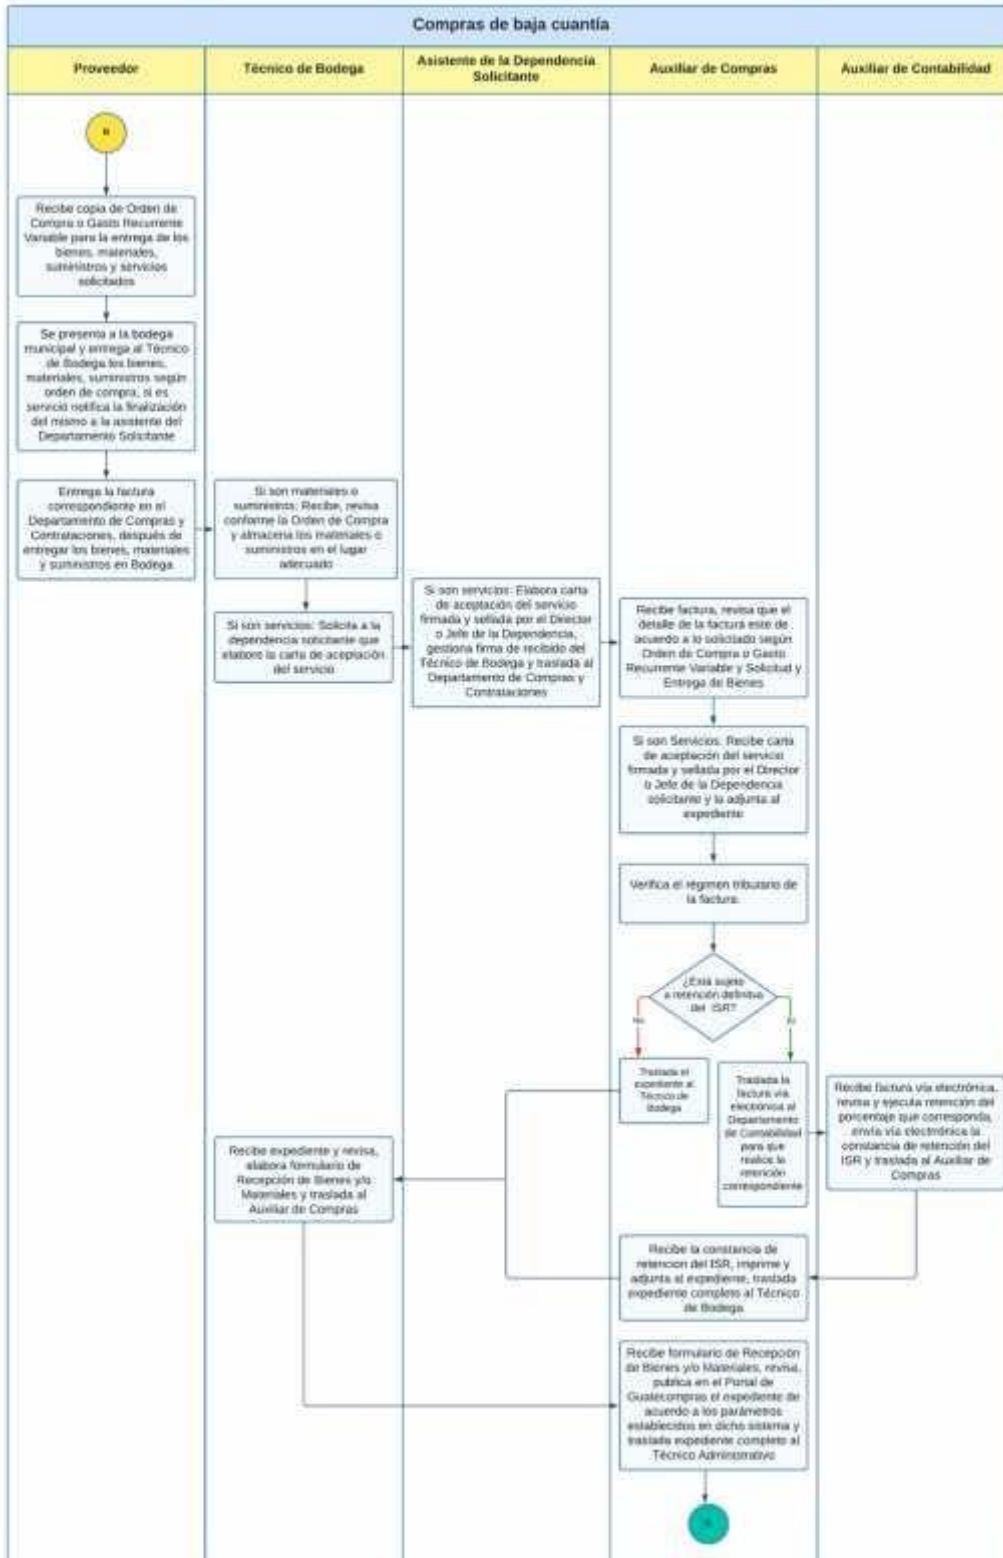 Compras de baja cuantía
Proveedor
Técnico de Bodega
Asistente de la Dependencia
Solicitante
Auxiliar de Compras
Auxiliar de Contabilidad
Recibe copia de Orden de
Compra o Gasto Recurrente
Variable para la entrega de los
bienes, materiales,
suministros y servicios
solicitados
Se presenta a la bodega
municipal y entrega al Técnico
de Bodega los bienes,
materiales, suministros según
orden de compra, si es
servicio notifica la finalización
del mismo a la asistente del
Departamento Solicitante
Entrega la factura
correspondiente en el
Departamento de Compras y
Contrataciones, después de
entregar los bienes, materiales
y suministros en Bodega
Si son materiales o
suministros: Recibe, revisa
conforme la Orden de Compra
y almacena los materiales o
suministros en el lugar
adecuado
Si son servicios: Solicita a la
dependencia solicitante que
elabore la carta de aceptación
del servicio
Si son servicios: Elabora carta
de aceptación del servicio
firmada y sellada por el Director
o Jefe de la Dependencia,
gestiona firma de recibido del
Técnico de Bodega y traslada al
Departamento de Compras y
Contrataciones
Recibe factura, revisa que el
detalle de la factura este de
acuerdo a lo solicitado según
Orden de Compra o Gasto
Recurrente Variable y Solicitud y
Entrega de Bienes
Si son Servicios: Recibe carta
de aceptación del servicio
firmada y sellada por el Director
o Jefe de la Dependencia
solicitante y la adjunta al
expediente
Verifica el régimen tributario de
la factura.
¿Está sujeto
a retención definitiva
del ISR?
No
Si
Traslada el
expediente al
Técnico de
Bodega
Traslada la
factura vía
electrónica al
Departamento
de Contabilidad
para que
realice la
retención
correspondiente
Recibe factura vía electrónica,
revisa y ejecuta retención del
porcentaje que corresponda,
envía vía electrónica la
constancia de retención del
ISR y traslada al Auxiliar de
Compras
Recibe expediente y revisa,
elabora formulario de
Recepción de Bienes y/o
Materiales y traslada al
Auxiliar de Compras
Recibe la constancia de
retencion del ISR, imprime y
adjunta al expediente, traslada
expediente completo al Técnico
de Bodega
Recibe formulario de Recepción
de Bienes y/o Materiales, revisa,
publica en el Portal de
Guatecompras el expediente de
acuerdo a los parámetros
establecidos en dicho sistema y
traslada expediente completo al
Técnico Administrativo